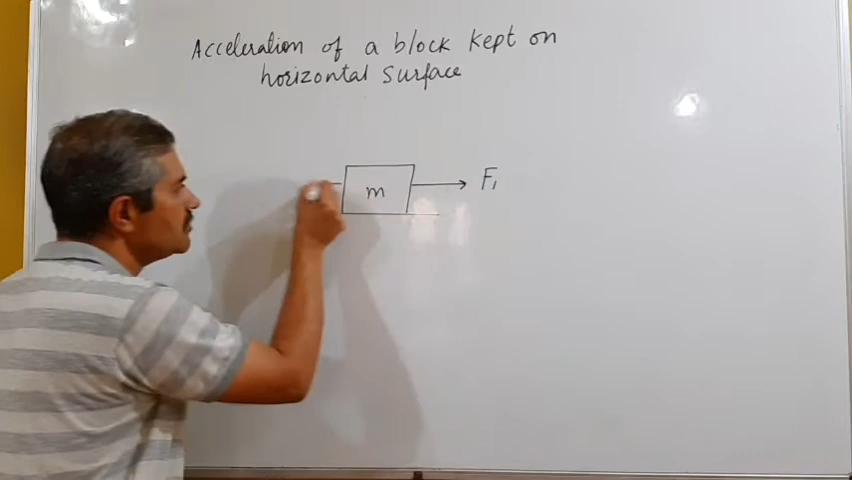 Acceleration of a block kept on
horizontal surface
m
F₁